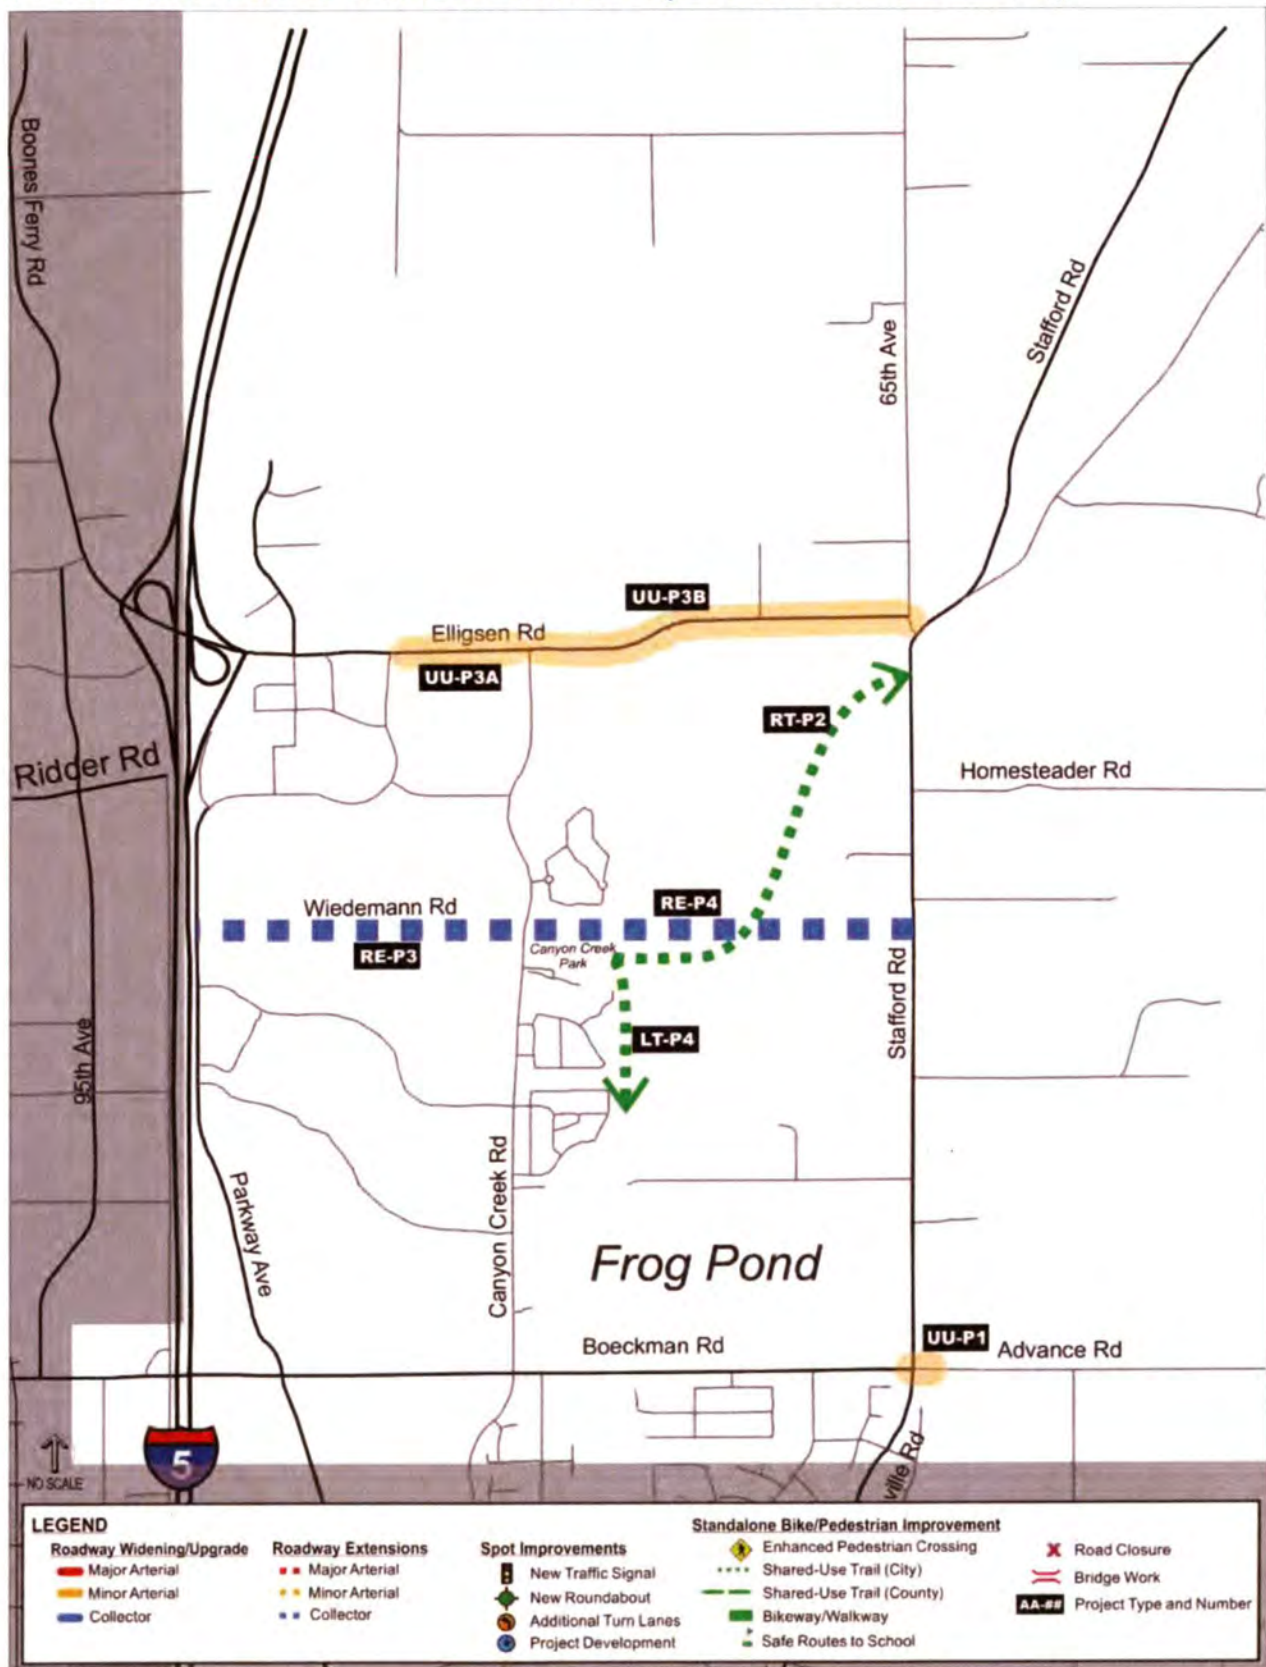 Boones Ferry Rd
Stafford Rd
65th Ave
UU-P3B
Elligsen Rd
UU-P3A
RT-P2
Ridder Rd
Homesteader Rd
Wiedemann Rd
RE-P4
RE-P3
Canyon Creek
Park
Stafford Rd
LT-P4
95th Ave
Canyon Creek Rd
Parkway Ave
Frog Pond
Boeckman Rd
UU-P1
Advance Rd
5
ville Rd
NO SCALE
LEGEND
Roadway Widening/Upgrade
Major Arterial
Minor Arterial
Collector
Roadway Extensions
Major Arterial
Minor Arterial
Collector
Spot Improvements
New Traffic Signal
New Roundabout
Additional Turn Lanes
Project Development
Standalone Bike/Pedestrian Improvement
Enhanced Pedestrian Crossing
Shared-Use Trail (City)
Shared-Use Trail (County)
Bikeway/Walkway
Safe Routes to School
Road Closure
Bridge Work
AA-## Project Type and Number